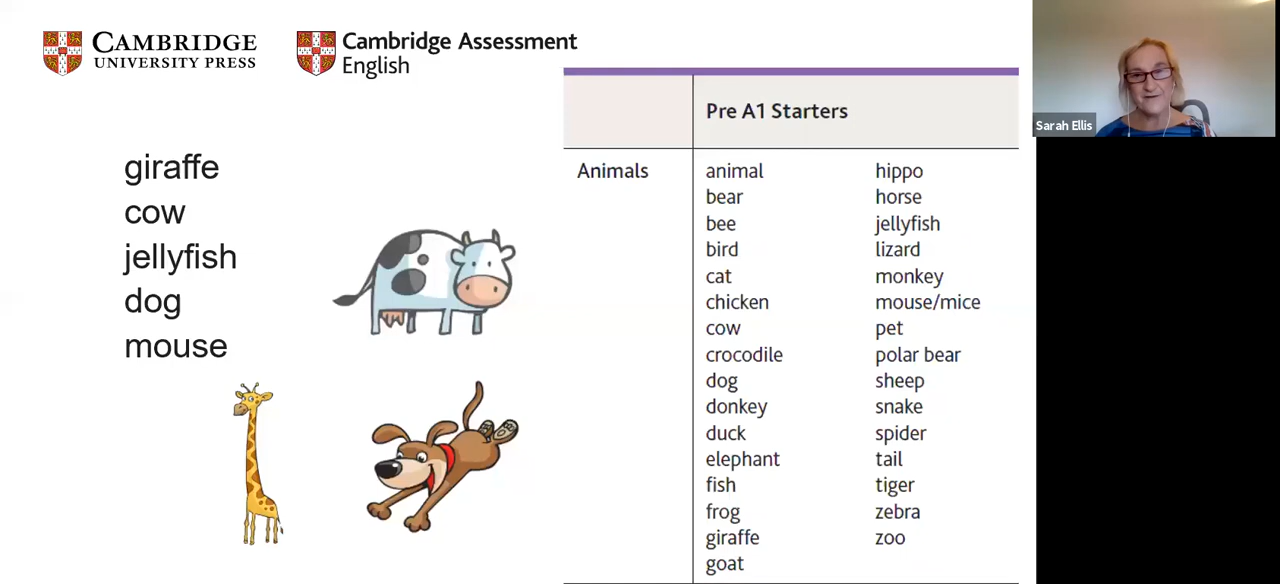 CAMBRIDGE
UNIVERSITY PRESS
Cambridge Assessment
English
giraffe
cow
jellyfish
dog
mouse
Pre A1 Starters
Animals
animal
bear
bee
bird
cat
chicken
cow
crocodile
dog
donkey
duck
elephant
fish
frog
giraffe
goat
hippo
horse
jellyfish
lizard
monkey
mouse/mice
pet
polar bear
sheep
snake
spider
tail
tiger
zebra
zoo
Sarah Ellis